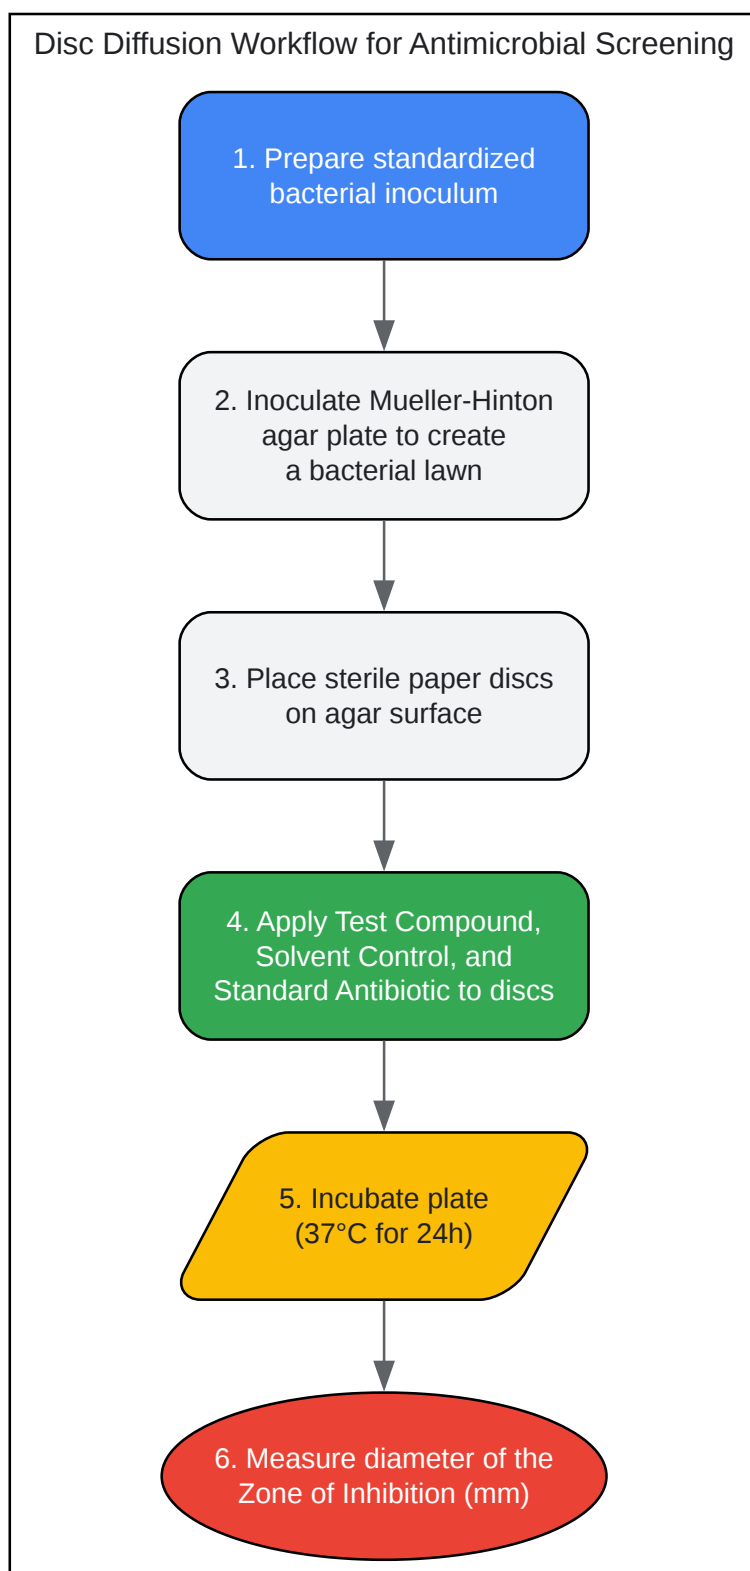 Disc Diffusion Workflow for Antimicrobial Screening
1. Prepare standardized
bacterial inoculum
2. Inoculate Mueller-Hinton
agar plate to create
a bacterial lawn
3. Place sterile paper discs
on agar surface
4. Apply Test Compound,
Solvent Control, and
Standard Antibiotic to discs
5. Incubate plate
(37°C for 24h)
6. Measure diameter of the
Zone of Inhibition (mm)